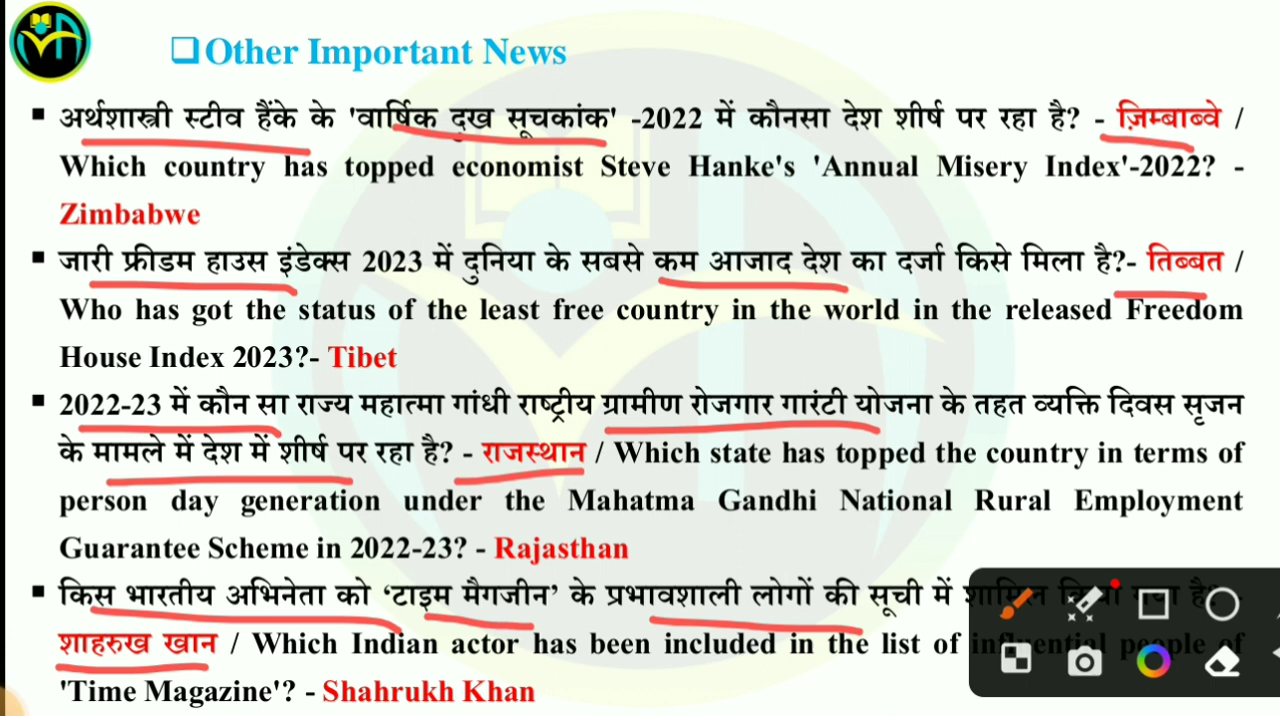 ❑Other Important News
▪ अर्थशास्त्री स्टीव हैंके के 'वार्षिक दुख सूचकांक' -2022 में कौनसा देश शीर्ष पर रहा है? - ज़िम्बाब्वे /
Which country has topped economist Steve Hanke's 'Annual Misery Index'-2022? -
Zimbabwe
▪ जारी फ्रीडम हाउस इंडेक्स 2023 में दुनिया के सबसे कम आजाद देश का दर्जा किसे मिला है?- तिब्बत /
Who has got the status of the least free country in the world in the released Freedom
House Index 2023?- Tibet
▪ 2022-23 में कौन सा राज्य महात्मा गांधी राष्ट्रीय ग्रामीण रोजगार गारंटी योजना के तहत व्यक्ति दिवस सृजन
के मामले में देश में शीर्ष पर रहा है? - राजस्थान / Which state has topped the country in terms of
person day generation under the Mahatma Gandhi National Rural Employment
Guarantee Scheme in 2022-23? - Rajasthan
▪ किस भारतीय अभिनेता को ‘टाइम मैगजीन’ के प्रभावशाली लोगों की सूची में शामिल किया गया है? -
शाहरुख खान / Which Indian actor has been included in the list of influential people of
'Time Magazine'? - Shahrukh Khan